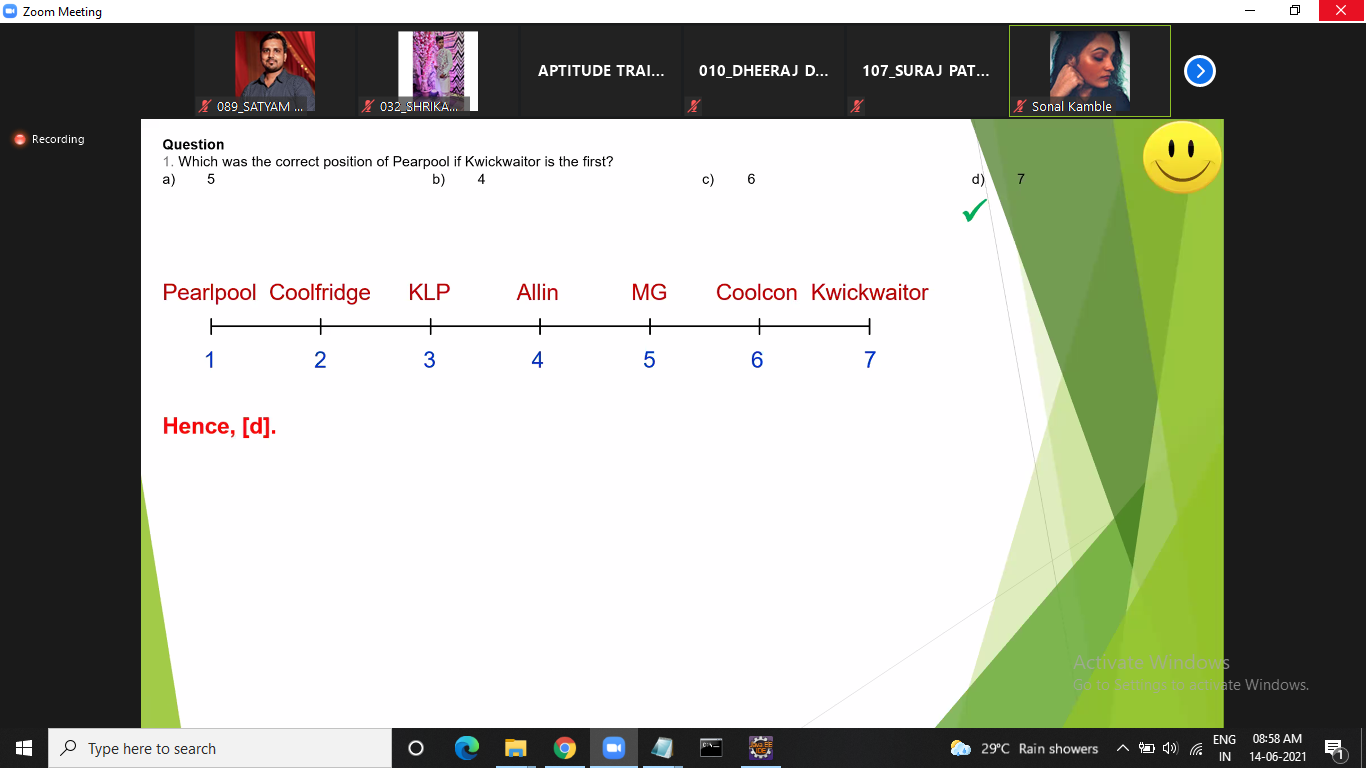 Zoom Meeting
089_SATYAM ...
032_SHRIKA...
APTITUDE TRAI...
010_DHEERAJ D...
107_SURAJ PAT...
Sonal Kamble
Recording
Question
1. Which was the correct position of Pearpool if Kwickwaitor is the first?
a) 5 b) 4 c) 6 d) 7
Pearlpool Coolfridge KLP Allin MG Coolcon Kwickwaitor
1 2 3 4 5 6 7
Hence, [d].
Activate Windows
Go to Settings to activate Windows.
Type here to search
29°C Rain showers
ENG
IN
08:58 AM
14-06-2021
1